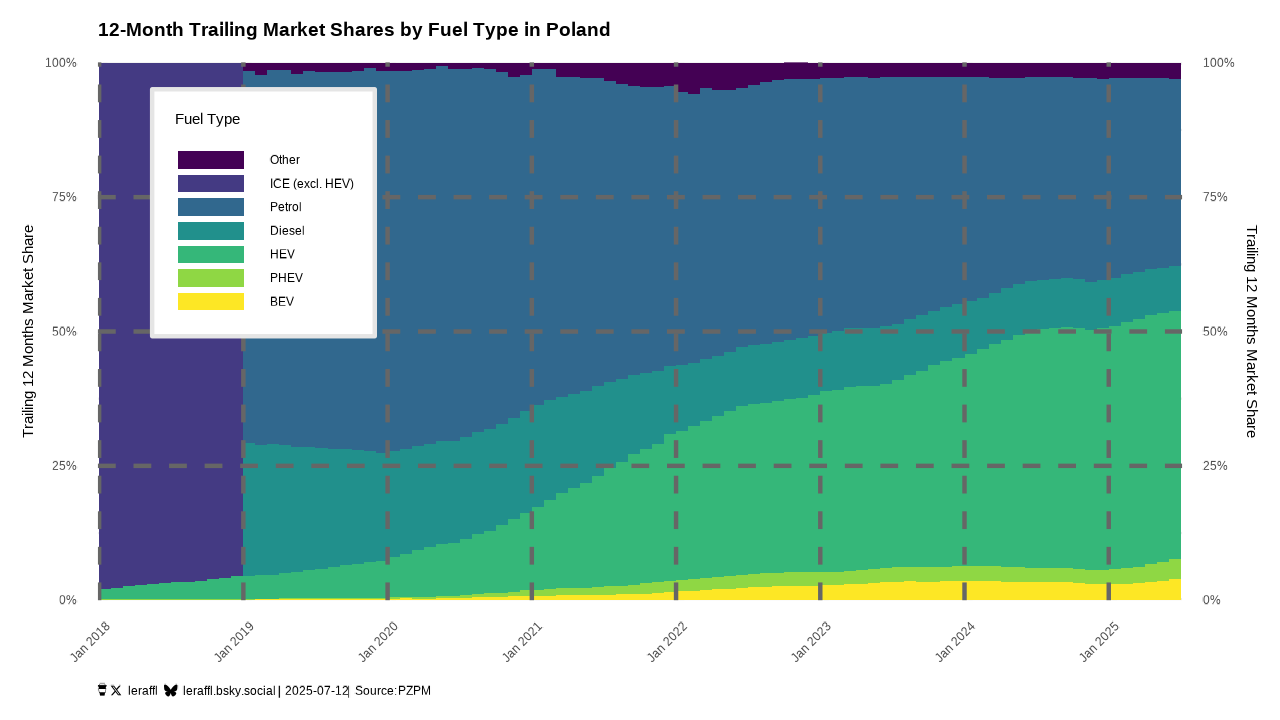 12-Month Trailing Market Shares by Fuel Type in Poland
100%
100%
Fuel Type
Other
ICE (excl. HEV)
Petrol
Diesel
HEV
PHEV
BEV
75%
75%
Trailing 12 Months Market Share
Trailing 12 Months Market Share
50%
50%
25%
25%
0%
0%
Jan 2018
Jan 2019
Jan 2020
Jan 2021
Jan 2022
Jan 2023
Jan 2024
Jan 2025
leraffl leraffl.bsky.social | 2025-07-12| Source:PZPM